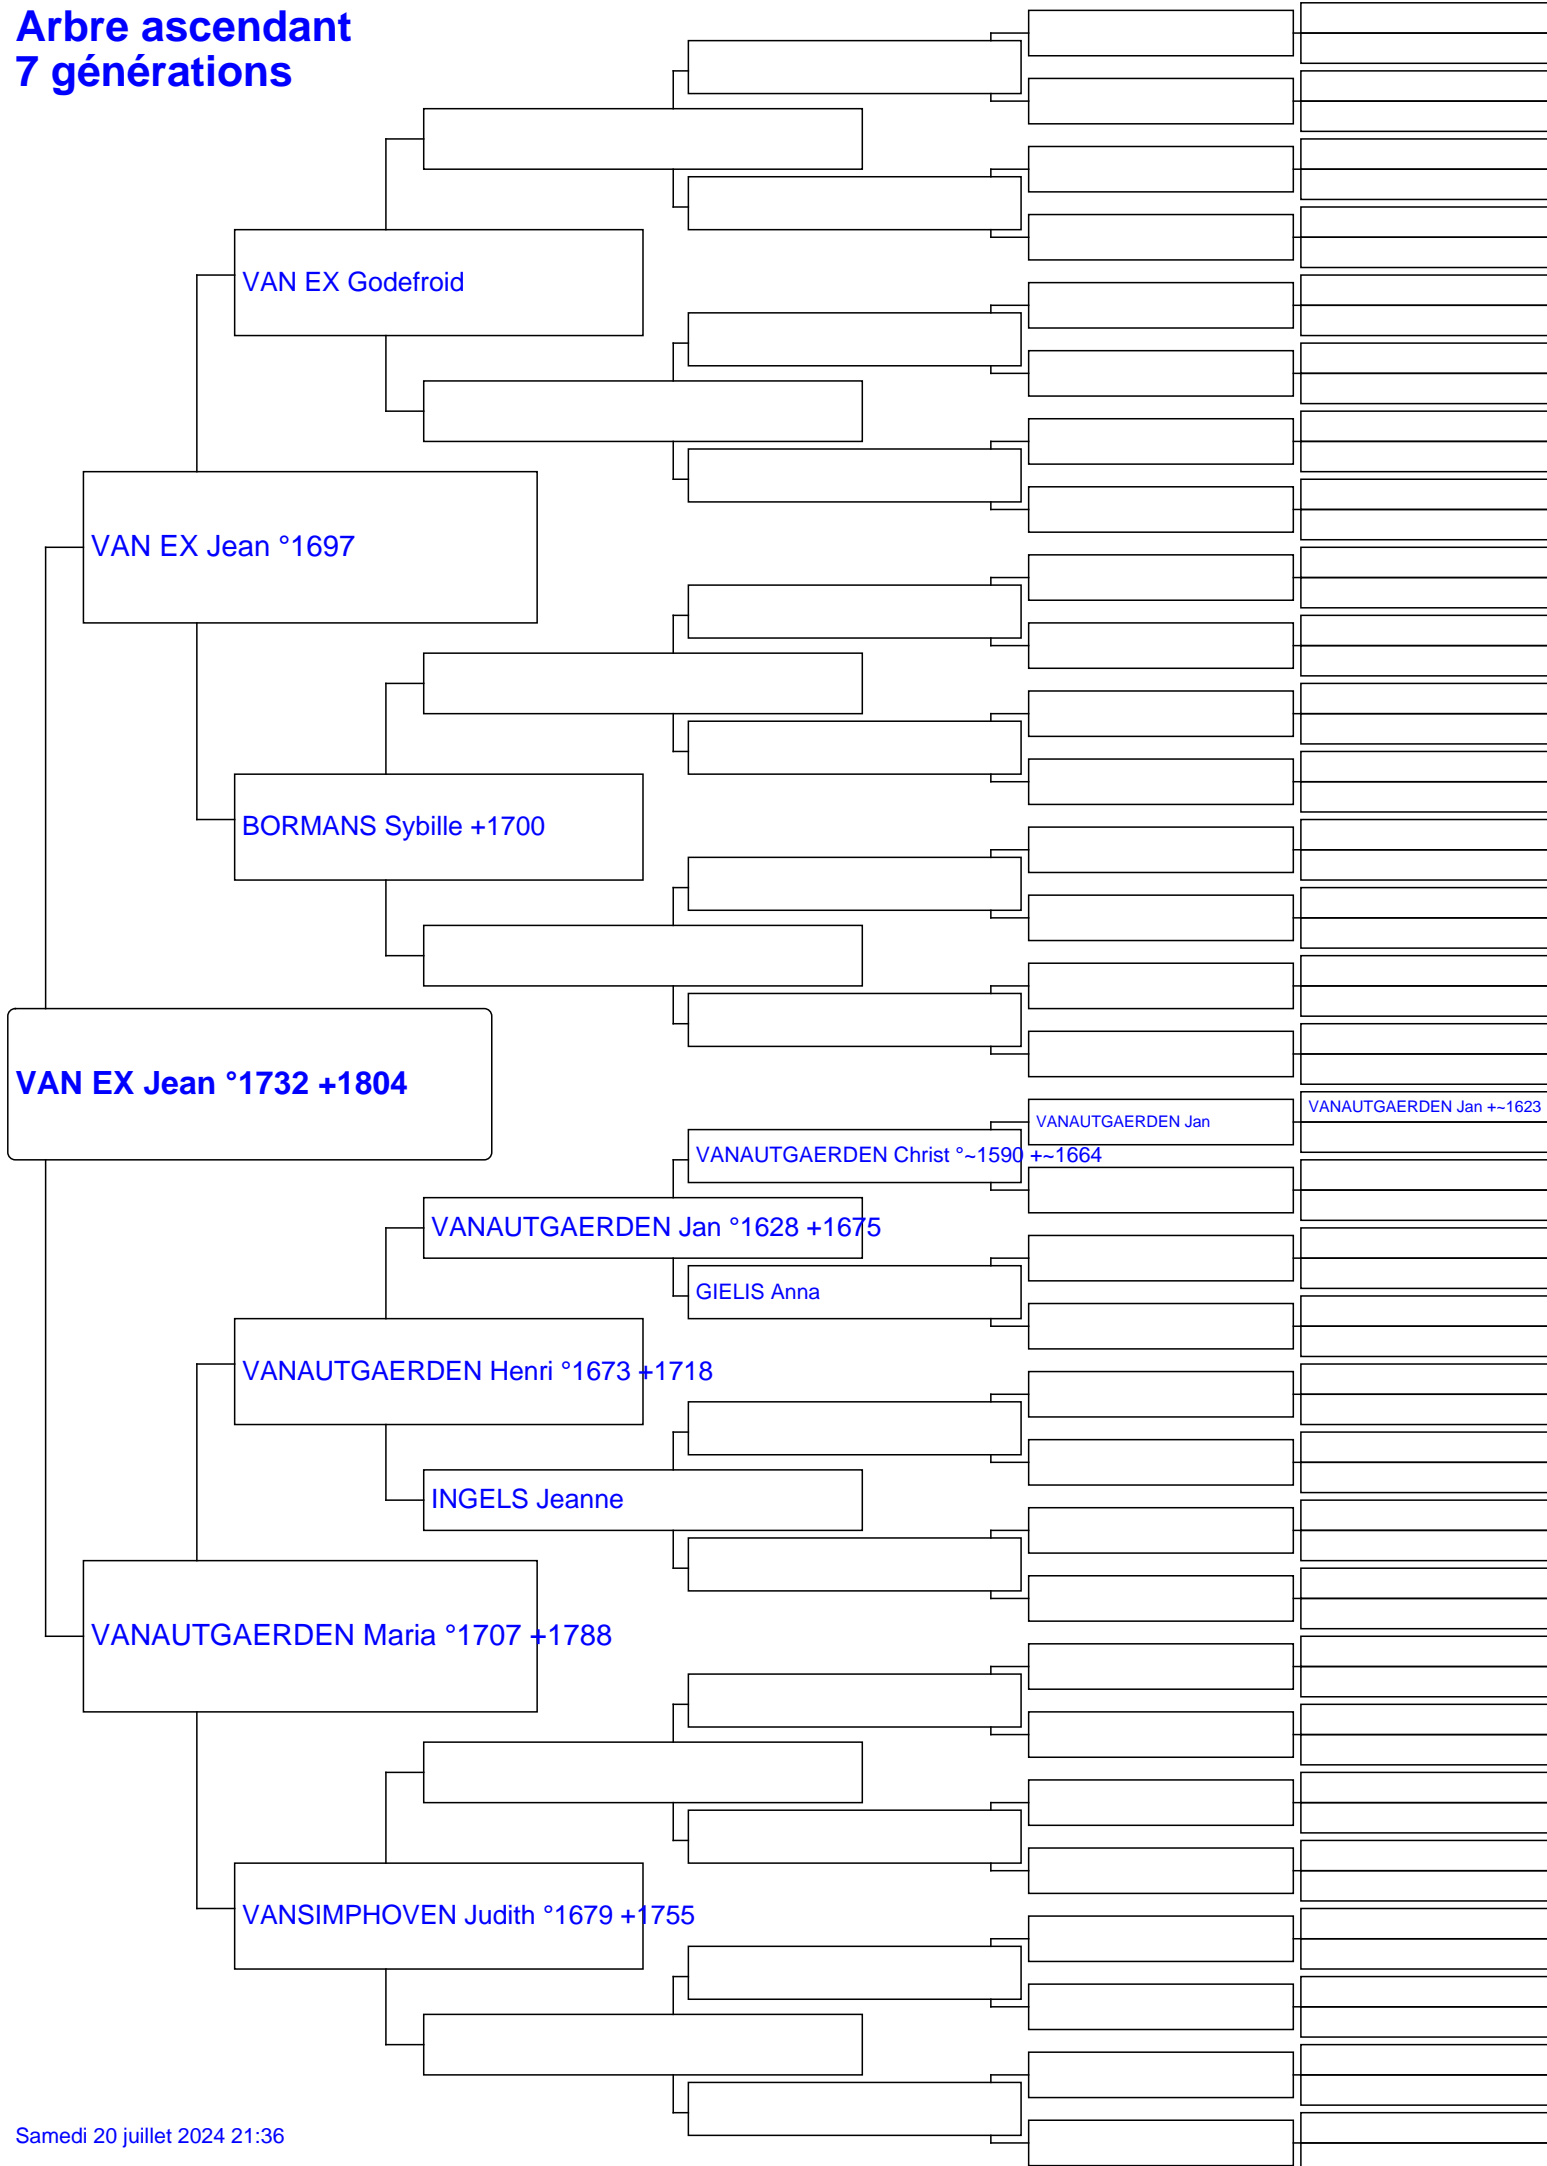 Arbre ascendant
7 générations
VAN EX Godefroid
VAN EX Jean °1697
BORMANS Sybille +1700
VAN EX Jean °1732 +1804
VANAUTGAERDEN Jan +~1623
VANAUTGAERDEN Jan
VANAUTGAERDEN Christ °~1590 +~1664
VANAUTGAERDEN Jan °1628 +1675
GIELIS Anna
VANAUTGAERDEN Henri °1673 +1718
INGELS Jeanne
VANAUTGAERDEN Maria °1707 +1788
VANSIMPHOVEN Judith °1679 +1755
Samedi 20 juillet 2024 21:36